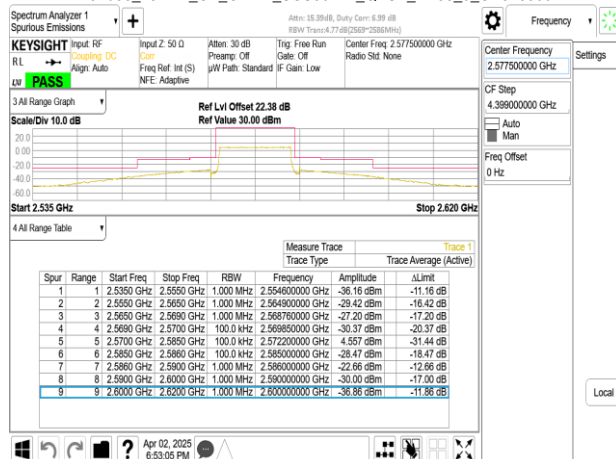 Spectrum Analyzer 1
Spurious Emissions
Attn: 15.39dB, Duty Corr: 6.99 dB
RBW Trans:4.77dB(2569~2586MHz)
Frequency
Settings
KEYSIGHT
RL
PASS
Input: RF
Coupling: DC
Align: Auto
Input Z: 50 Ω
Corr
Freq Ref: Int (S)
NFE: Adaptive
Atten: 30 dB
Preamp: Off
µW Path: Standard
Trig: Free Run
Gate: Off
IF Gain: Low
Center Freq: 2.577500000 GHz
Radio Std: None
Center Frequency
2.577500000 GHz
CF Step
4.399000000 GHz
Auto
Man
Freq Offset
0 Hz
3 All Range Graph
Scale/Div 10.0 dB
Ref Lvl Offset 22.38 dB
Ref Value 30.00 dBm
20.0
0.00
-20.0
-40.0
-60.0
Start 2.535 GHz
Stop 2.620 GHz
4 All Range Table
Measure Trace Trace 1
Trace Type Trace Average (Active)
Spur Range Start Freq Stop Freq RBW Frequency Amplitude ΔLimit
1 1 2.5350 GHz 2.5550 GHz 1.000 MHz 2.554600000 GHz -36.16 dBm -11.16 dB
2 2 2.5550 GHz 2.5650 GHz 1.000 MHz 2.564900000 GHz -29.42 dBm -16.42 dB
3 3 2.5650 GHz 2.5690 GHz 1.000 MHz 2.568760000 GHz -27.20 dBm -17.20 dB
4 4 2.5690 GHz 2.5700 GHz 100.0 kHz 2.569850000 GHz -30.37 dBm -20.37 dB
5 5 2.5700 GHz 2.5850 GHz 100.0 kHz 2.572200000 GHz 4.557 dBm -31.44 dB
6 6 2.5850 GHz 2.5860 GHz 100.0 kHz 2.585000000 GHz -28.47 dBm -18.47 dB
7 7 2.5860 GHz 2.5900 GHz 1.000 MHz 2.586000000 GHz -22.66 dBm -12.66 dB
8 8 2.5900 GHz 2.6000 GHz 1.000 MHz 2.590000000 GHz -30.00 dBm -17.00 dB
9 9 2.6000 GHz 2.6200 GHz 1.000 MHz 2.600000000 GHz -36.86 dBm -11.86 dB
Local
Apr 02, 2025
6:53:05 PM